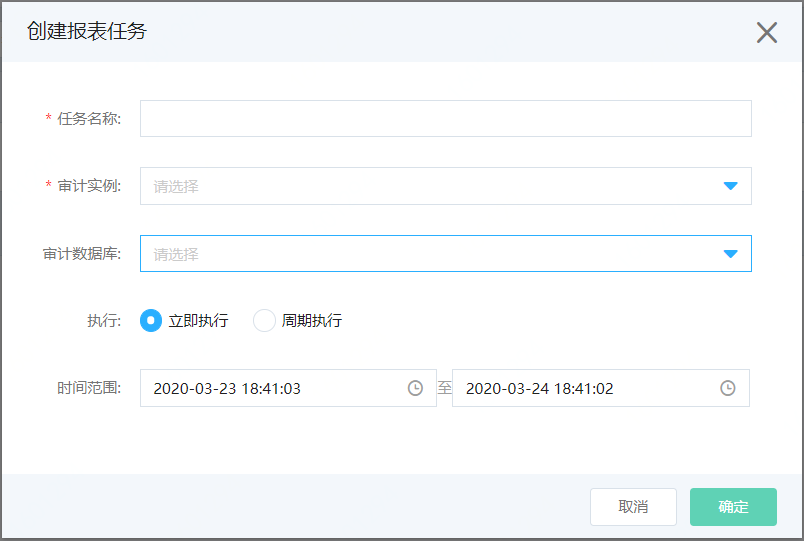 创建报表任务
* 任务名称:
* 审计实例: 请选择
审计数据库: 请选择
执行: 立即执行 周期执行
时间范围: 2020-03-23 18:41:03 至 2020-03-24 18:41:02
取消 确定